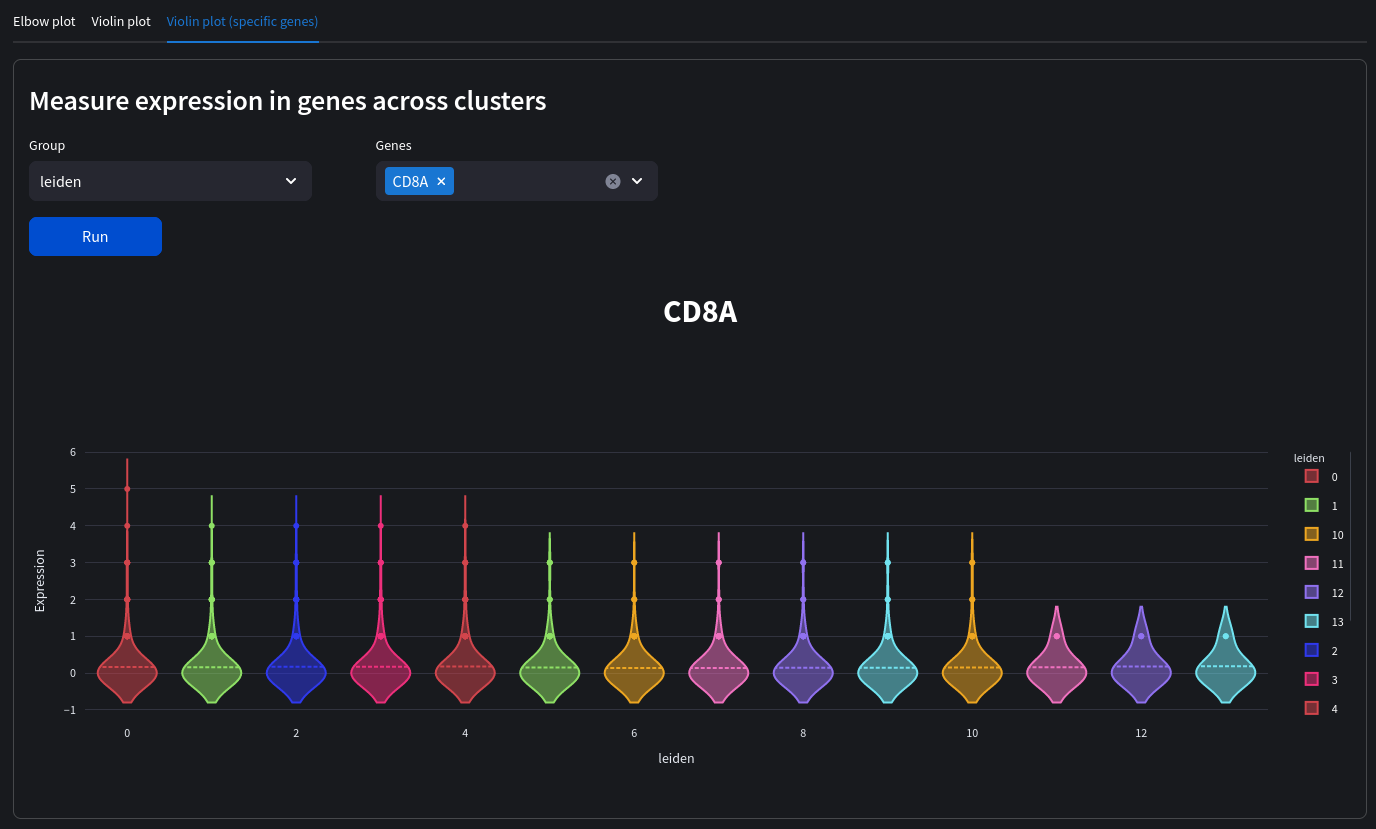 Elbow plot Violin plot Violin plot (specific genes)
Measure expression in genes across clusters
Group Genes
leiden CD8A
Run
CD8A
6
5
4
3
2
1
0
−1
Expression
0 2 4 6 8 10 12
leiden
leiden
0
1
10
11
12
13
2
3
4